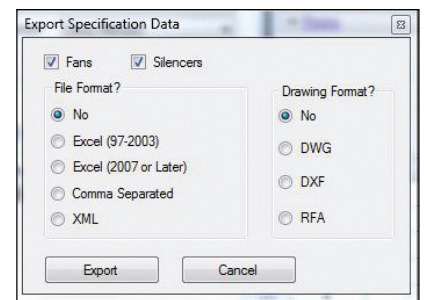 Export Specification Data
Fans Silencers
File Format?
No
Excel (97-2003)
Excel (2007 or Later)
Comma Separated
XML
Drawing Format?
No
DWG
DXF
RFA
Export Cancel